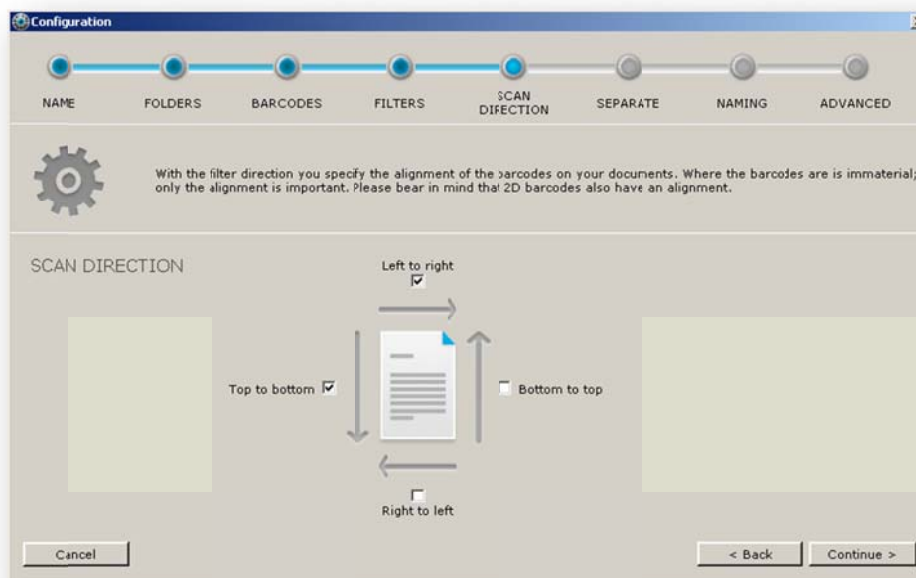 Configuration
NAME
FOLDERS
BARCODES
FILTERS
SCAN
DIRECTION
SEPARATE
NAMING
ADVANCED
With the filter direction you specify the alignment of the barcodes on your documents. Where the barcodes are is immaterial;
only the alignment is important. Please bear in mind that 2D barcodes also have an alignment.
SCAN DIRECTION
Left to right
Top to bottom
Bottom to top
Right to left
Cancel
< Back
Continue >